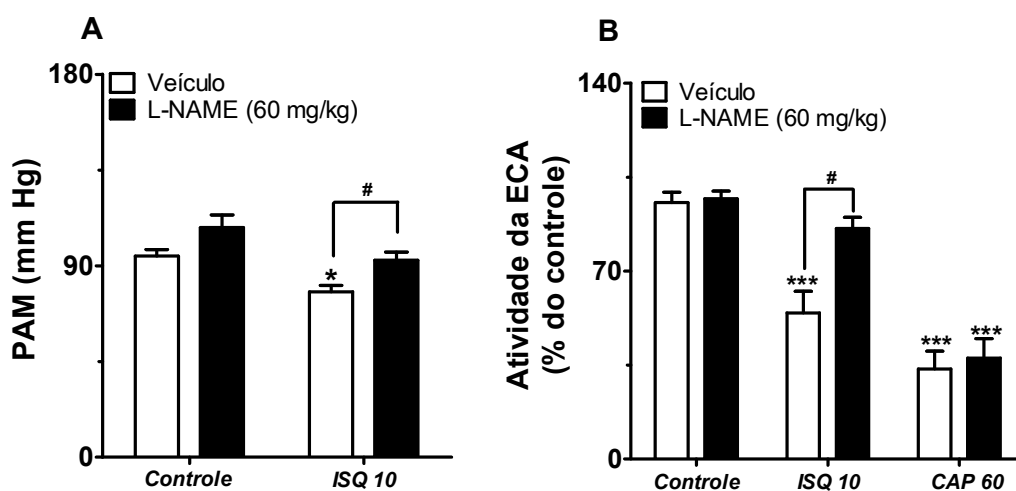 A
180
Veículo
L-NAME (60 mg/kg)
PAM (mm Hg)
#
90
*
0
Controle
ISQ 10
B
140
Veículo
L-NAME (60 mg/kg)
Atividade da ECA
(% do controle)
#
70
***
***
***
0
Controle
ISQ 10
CAP 60